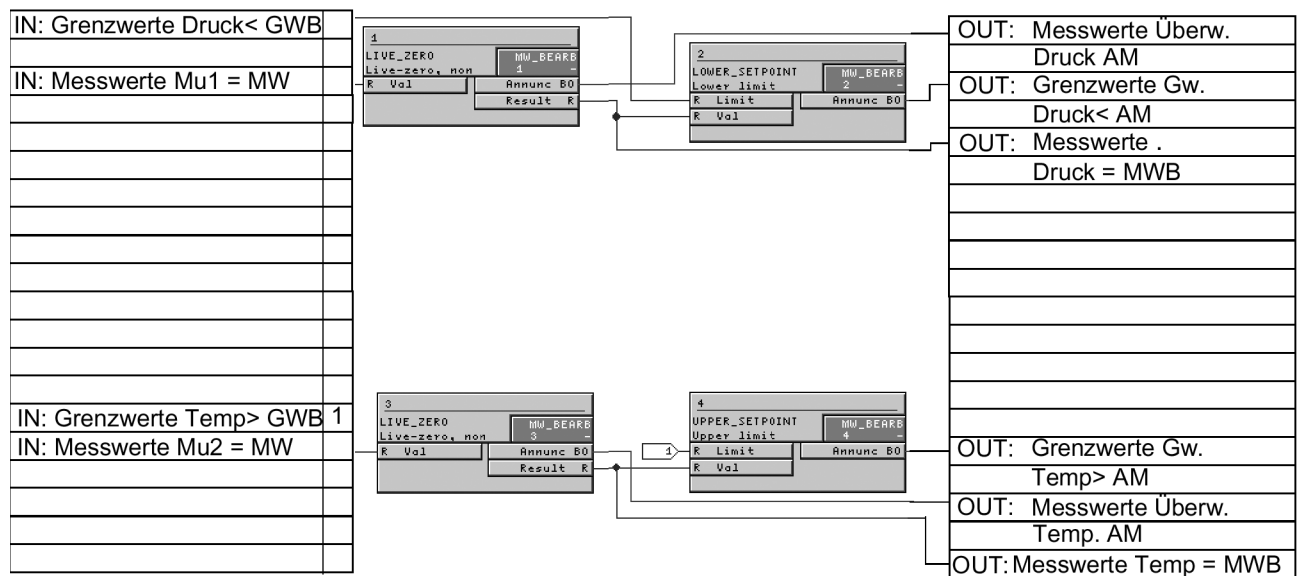 IN: Grenzwerte Druck< GWB
IN: Messwerte Mu1 = MW
1
LIVE_ZERO
Live-zero, mon
MW_BEARB
1 -
R Val
Annunc BO
Result R
2
LOWER_SETPOINT
Lower limit
MW_BEARB
2 -
R Limit
Annunc BO
R Val
OUT: Messwerte Überw.
Druck AM
OUT: Grenzwerte Gw.
Druck< AM
OUT: Messwerte .
Druck = MWB
IN: Grenzwerte Temp> GWB 1
IN: Messwerte Mu2 = MW
3
LIVE_ZERO
Live-zero, mon
MW_BEARB
3 -
R Val
Annunc BO
Result R
4
UPPER_SETPOINT
Upper limit
MW_BEARB
4 -
1
R Limit
Annunc BO
R Val
OUT: Grenzwerte Gw.
Temp> AM
OUT: Messwerte Überw.
Temp. AM
OUT: Messwerte Temp = MWB